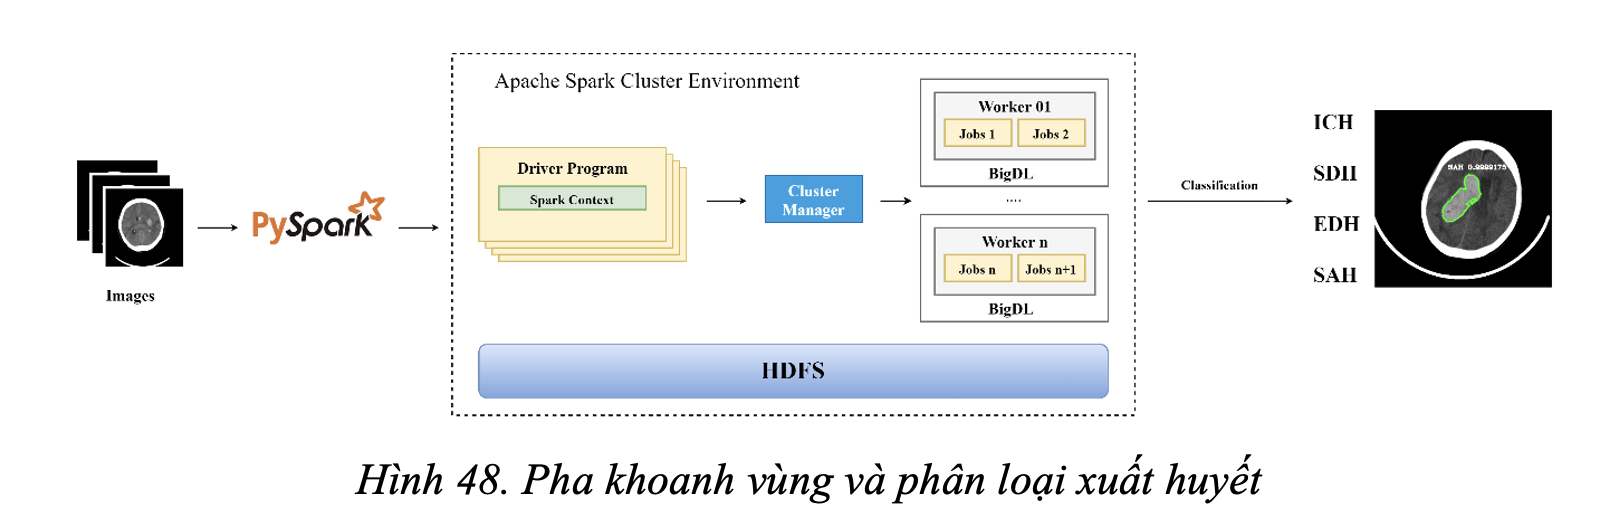 Apache Spark Cluster Environment
Images
PySpark
Driver Program
Spark Context
Cluster
Manager
Worker 01
Jobs 1
Jobs 2
BigDL
....
Worker n
Jobs n
Jobs n+1
BigDL
HDFS
Classification
ICH
SDH
EDH
SAH
SAH 0.9999175
Hình 48. Pha khoanh vùng và phân loại xuất huyết